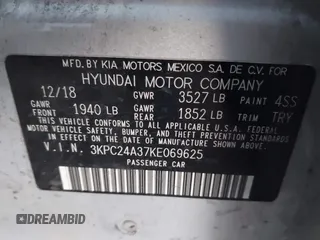 MFD.BY KIA MOTORS MEXICO S.A. DE C.V. FOR
HYUNDAI MOTOR COMPANY
12/18 GVWR 3527 LB PAINT 4SS
GAWR FRONT 1940 LB GAWR REAR 1852 LB TRIM TRY
THIS VEHICLE CONFORMS TO ALL APPLICABLE U.S. FEDERAL MOTOR VEHICLE
SAFETY, BUMPER, AND THEFT PREVENTION STANDARDS IN
EFFECT ON THE DATE OF MANUFACTURE SHOWN ABOVE.
V.I.N. 3KPC24A37KE069625
PASSENGER CAR
© AUTOBIDMASTER